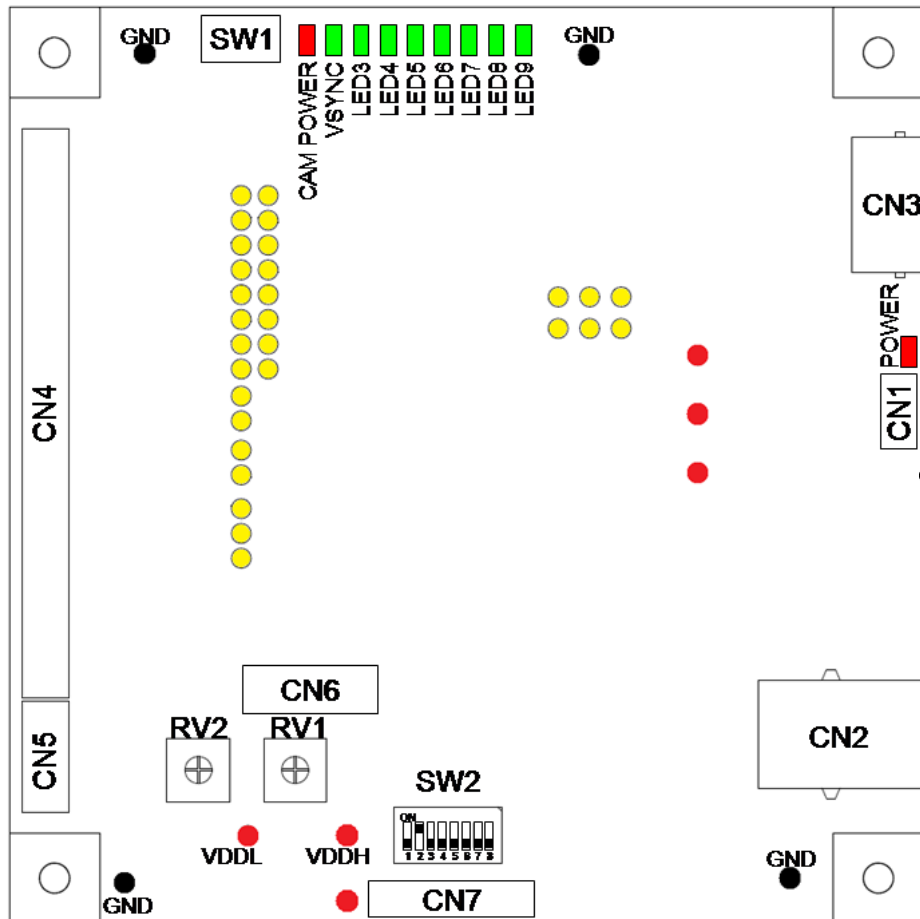 GND
SW1
GND
CAM POWER
VSYNC
LED3
LED4
LED5
LED6
LED7
LED8
LED9
CN3
POWER
CN1
CN4
CN6
RV2
RV1
CN5
CN2
SW2
ON
1 2 3 4 5 6 7 8
VDDL
VDDH
GND
GND
CN7